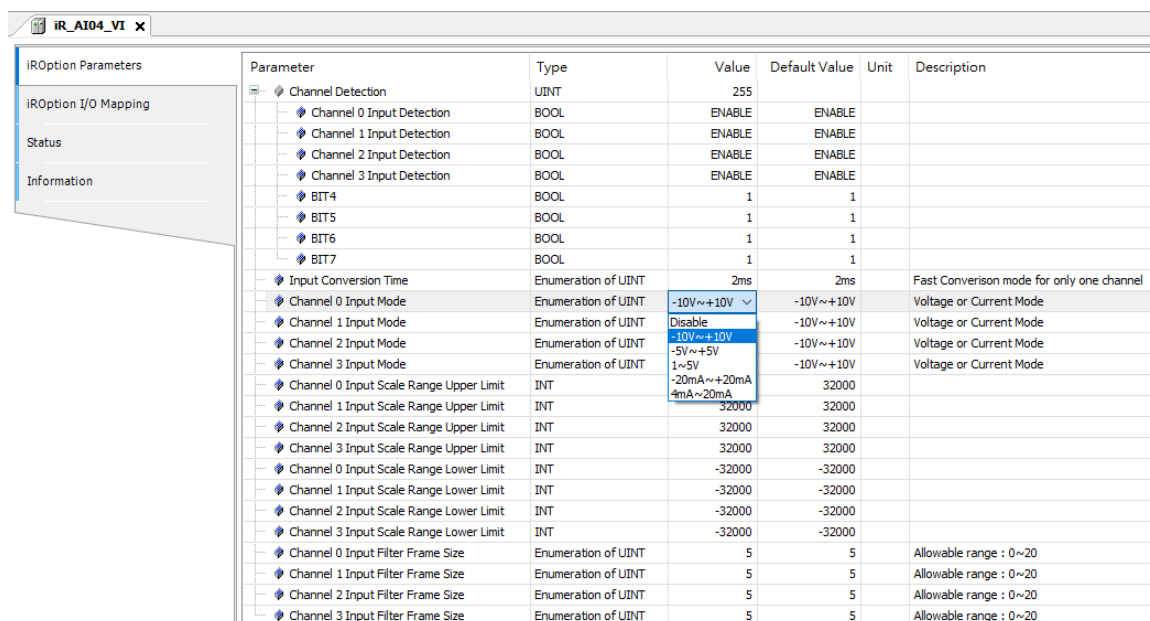 iR_AI04_VI X
iROption Parameters
iROption I/O Mapping
Status
Information
Parameter Type Value Default Value Unit Description
Channel Detection UINT 255
Channel 0 Input Detection BOOL ENABLE ENABLE
Channel 1 Input Detection BOOL ENABLE ENABLE
Channel 2 Input Detection BOOL ENABLE ENABLE
Channel 3 Input Detection BOOL ENABLE ENABLE
BIT4 BOOL 1 1
BIT5 BOOL 1 1
BIT6 BOOL 1 1
BIT7 BOOL 1 1
Input Conversion Time Enumeration of UINT 2ms 2ms Fast Converison mode for only one channel
Channel 0 Input Mode Enumeration of UINT -10V~+10V -10V~+10V Voltage or Current Mode
Channel 1 Input Mode Enumeration of UINT -10V~+10V Voltage or Current Mode
Channel 2 Input Mode Enumeration of UINT -10V~+10V Voltage or Current Mode
Channel 3 Input Mode Enumeration of UINT -10V~+10V Voltage or Current Mode
Disable
-10V~+10V
-5V~+5V
1~5V
-20mA~+20mA
4mA~20mA
Channel 0 Input Scale Range Upper Limit INT 32000
Channel 1 Input Scale Range Upper Limit INT 32000 32000
Channel 2 Input Scale Range Upper Limit INT 32000 32000
Channel 3 Input Scale Range Upper Limit INT 32000 32000
Channel 0 Input Scale Range Lower Limit INT -32000 -32000
Channel 1 Input Scale Range Lower Limit INT -32000 -32000
Channel 2 Input Scale Range Lower Limit INT -32000 -32000
Channel 3 Input Scale Range Lower Limit INT -32000 -32000
Channel 0 Input Filter Frame Size Enumeration of UINT 5 5 Allowable range : 0~20
Channel 1 Input Filter Frame Size Enumeration of UINT 5 5 Allowable range : 0~20
Channel 2 Input Filter Frame Size Enumeration of UINT 5 5 Allowable range : 0~20
Channel 3 Input Filter Frame Size Enumeration of UINT 5 5 Allowable range : 0~20